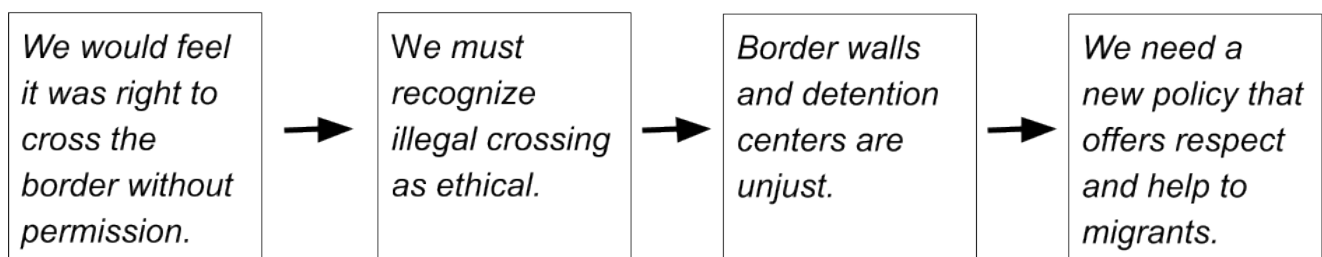 We would feel
it was right to
cross the
border without
permission.
We must
recognize
illegal crossing
as ethical.
Border walls
and detention
centers are
unjust.
We need a
new policy that
offers respect
and help to
migrants.